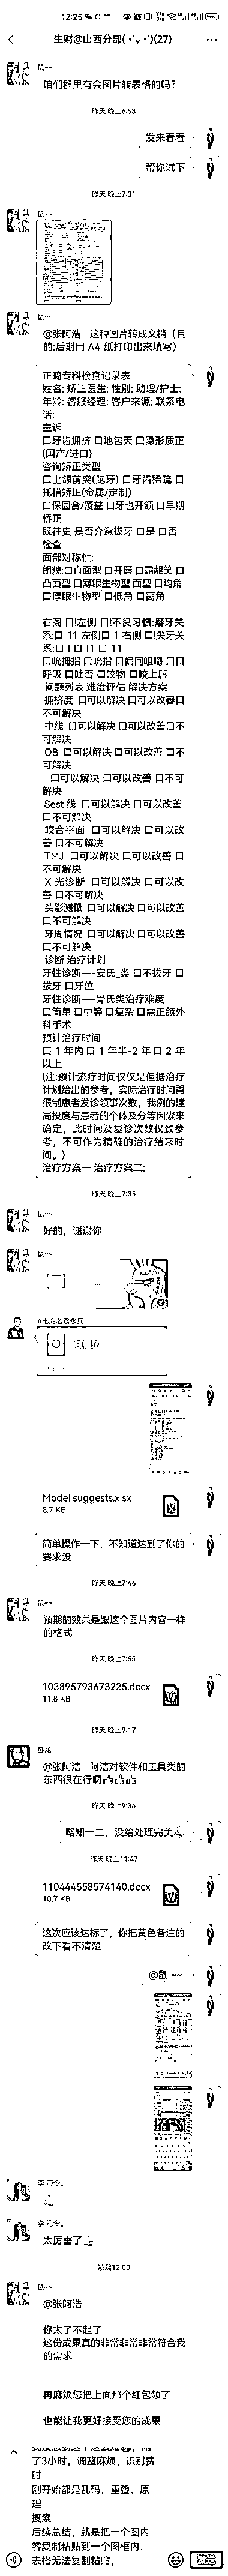 12:25
生财@山西分部(•̀ᴗ•́)(27)
鼠~~
咱们群里有会图片转表格的吗?
昨天 晚上6:53
发来看看
帮你试下
昨天 晚上7:31
鼠~~
鼠~~
@张阿浩 这种图片转成文档（目
的:后期用 A4 纸打印出来填写）
正畸专科检查记录表
姓名: 矫正医生: 性别: 助理/护士:
年龄: 客服经理: 客户来源: 联系电
话:
主诉
口牙齿拥挤 口地包天 口隐形质正
(国产/进口)
咨询矫正类型
口上颌前突(龅牙) 口牙齿稀疏 口
托槽矫正(金属/定制)
口保园合/覆盖 口牙也开颌 口早期
矫正
既往史 是否介意拔牙 口是 口否
检查
面部对称性:
朗貌:口直面型 口开唇 口露龈笑 口
凸面型 口薄眼生物型 面型 口均角
口厚眼生物型 口低角 口高角
右阁 口!左侧 口!不良习惯:磨牙关
系:口 11 左侧口 1 右侧 口!尖牙关
系:口 J 口 I1 口 11
口吮拇指 口吮指 口偏间咀嚼 口口
呼吸 口吐舌 口咬物 口咬上唇
问题列表 难度评估 解决方案
拥挤度 口可以解决 口可以改善口
不可解决
中线 口可以解决 口可以改善口不
可解决
OB 口可以解决 口可以改善 口不
可解决
口可以解决 口可以改善 口不可
解决
Sest 线 口可以解决 口可以改善
口不可解决
咬合平面 口可以解决 口可以改
善 口不可解决
TMJ 口可以解决 口可以改善 口
不可解决
X 光诊断 口可以解决 口可以改
善 口不可解决
头影测量 口可以解决 口可以改善
口不可解决
牙周情况 口可以解决 口可以改善
口不可解决
诊断 治疗计划
牙性诊断---安氏_类 口不拔牙 口
拔牙 口牙位
牙性诊断---骨氏类治疗难度
口简单 口中等 口复杂 口需正额外
科手术
预计治疗时间
口 1 年内 口 1 年半-2 年 口 2 年
以上
(注:预计流疗时间仅仅是但据治疗
计划给出的参考，实际治疗时问晋
很制患者发诊领事次数，我例的建
局投度与患者的个体及分等因素来
确定，此时间及复诊次数仅数参
考，不可作为精确的治疗结来时
间。)
治疗方案一 治疗方案二:
昨天 晚上7:35
鼠~~
好的，谢谢你
鼠~~
Model suggests.xlsx
8.7 KB
简单操作一下，不知道达到了你的
要求没
昨天 晚上7:46
鼠~~
预期的效果是跟这个图片内容一样
的格式
昨天 晚上7:55
103895793673225.docx
11.8 KB
昨天 晚上9:17
@张阿浩 阿浩对软件和工具类的
东西很在行啊👍👍👍
昨天 晚上9:36
略知一二，没给处理完美
昨天 晚上11:47
110444558574140.docx
10.7 KB
这次应该达标了，你把黄色备注的
改下看不清楚
@鼠 ~~
李 司令。
李 司令。
太厉害了
凌晨12:00
鼠~~
@张阿浩
你太了不起了
这份成果真的非常非常非常符合我
的需求
再麻烦您把上面那个红包领了
也能让我更好接受您的成果
了3小时，调整麻烦，识别费
时
刚开始都是乱码，重叠，原
理
搜索
后续总结，就是把一个图内
容复制粘贴到一个图框内，
表格无法复制粘贴，